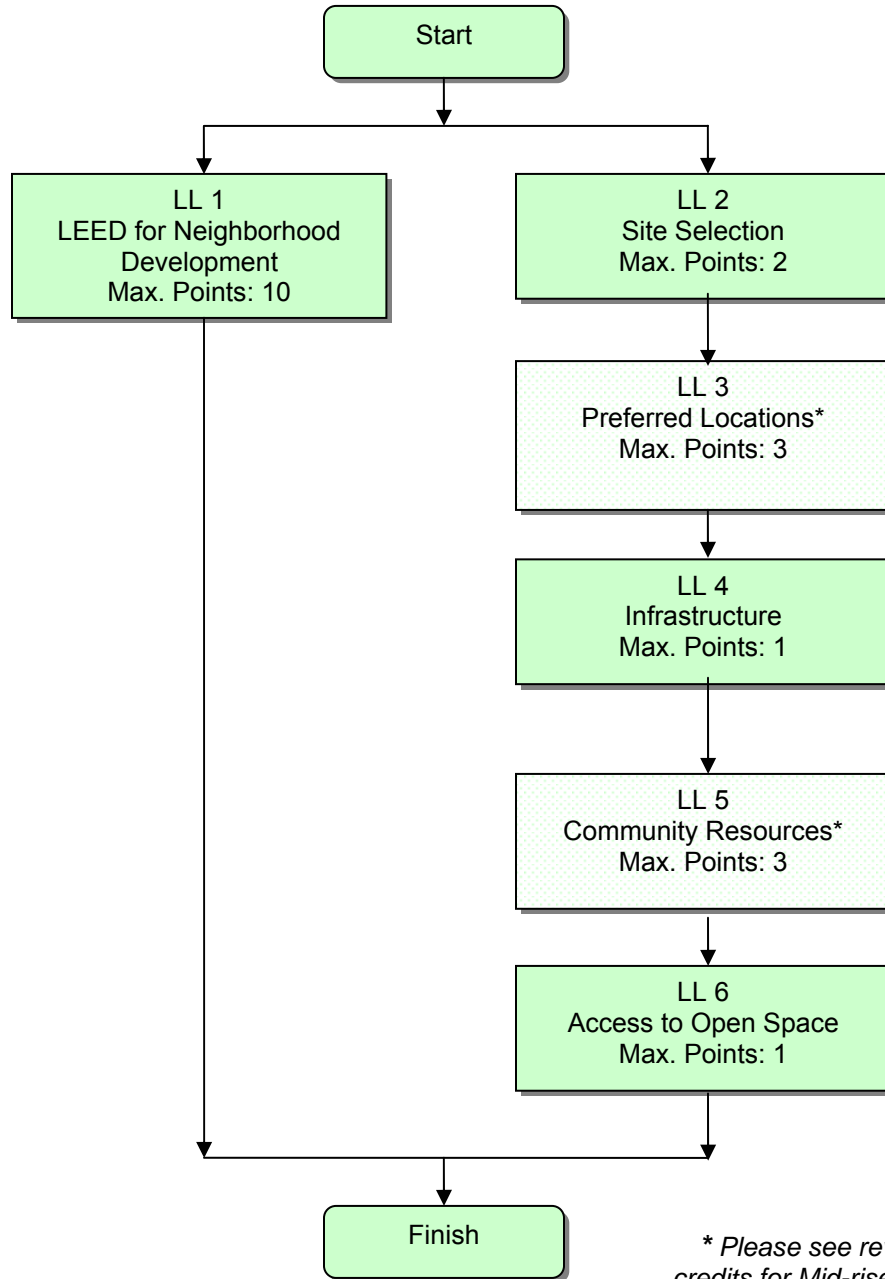 Start
LL 1
LEED for Neighborhood
Development
Max. Points: 10
LL 2
Site Selection
Max. Points: 2
LL 3
Preferred Locations*
Max. Points: 3
LL 4
Infrastructure
Max. Points: 1
LL 5
Community Resources*
Max. Points: 3
LL 6
Access to Open Space
Max. Points: 1
Finish
* Please see
credits for Mid-rise